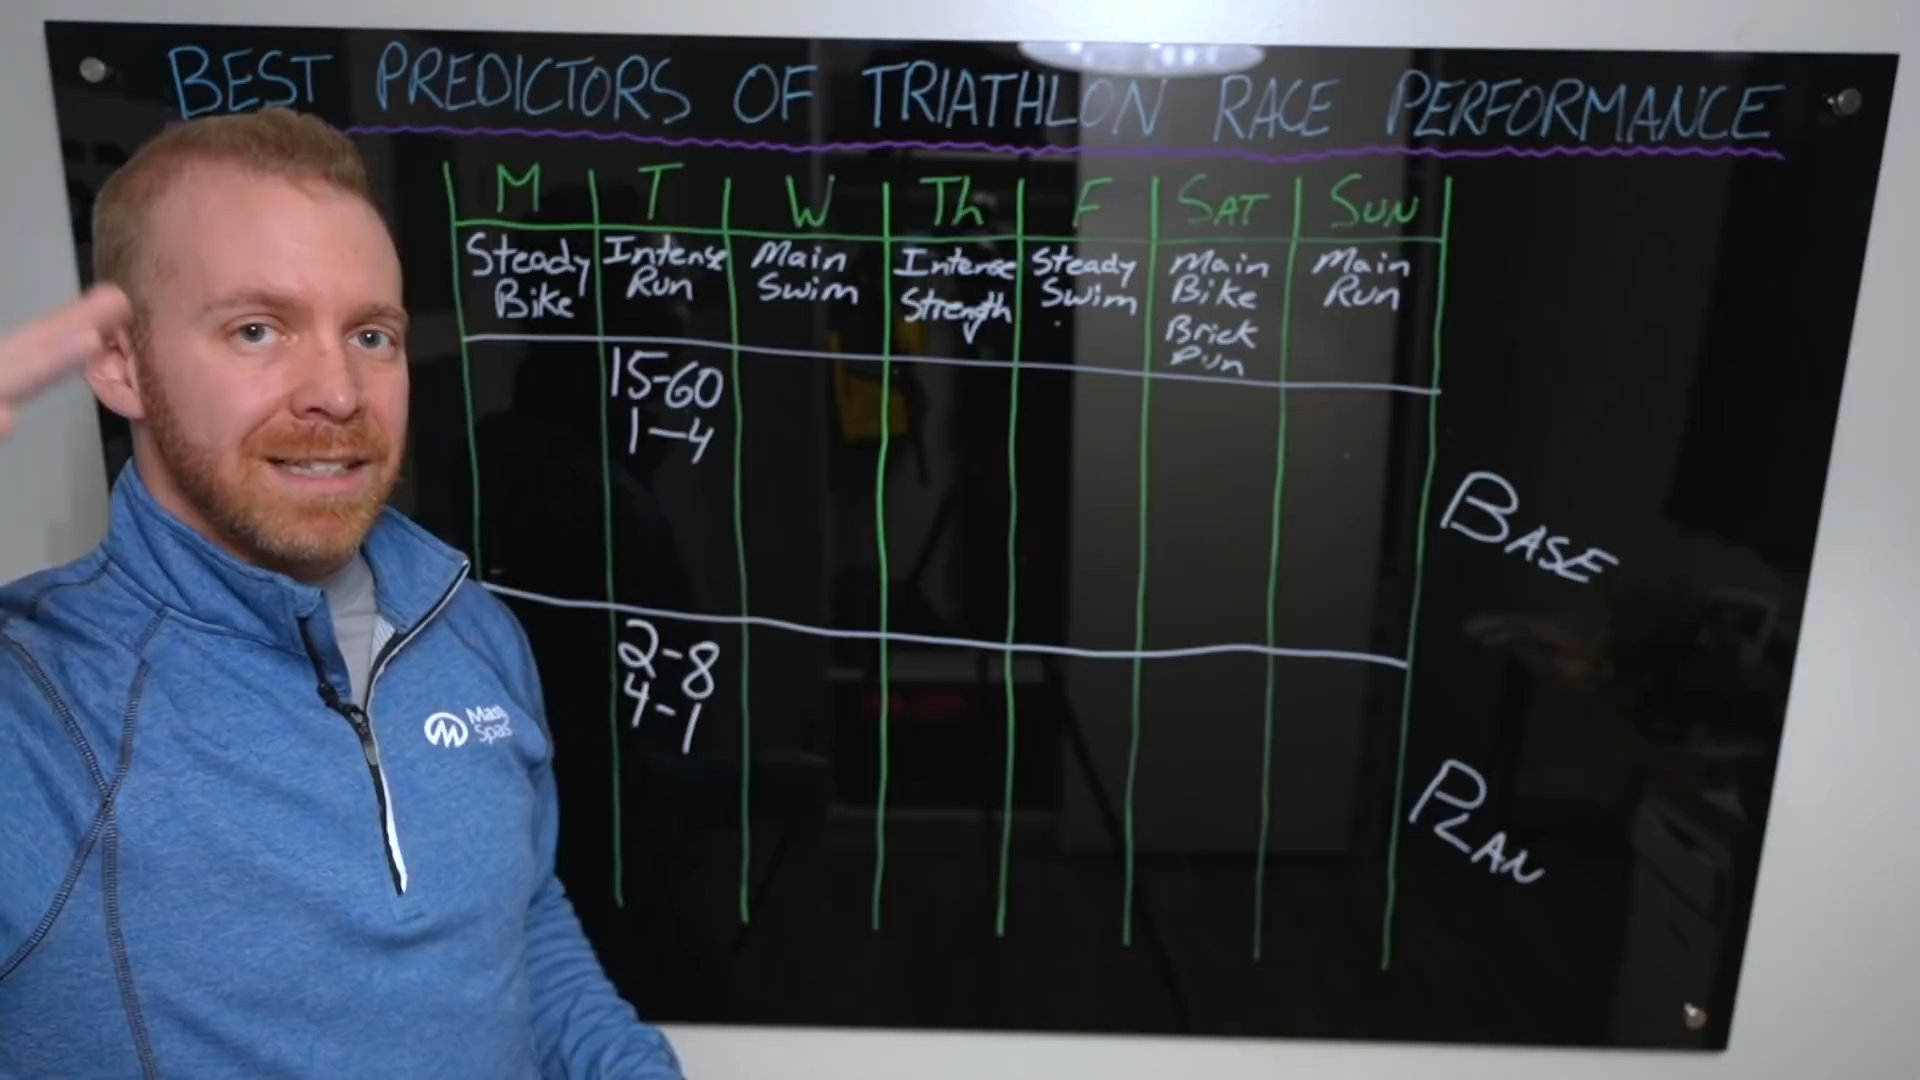 BEST PREDICTORS OF TRIATHLON RACE PERFORMANCE
M T W Th F SAT SUN
Steady Bike
Intense Run
Main Swim
Intense Strength
Steady Swim
Main Bike
Brick Run
Main Run
15-60
1-4
BASE
2-8
4-1
PLAN